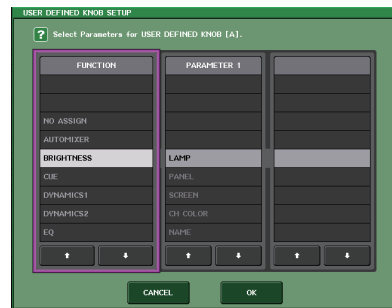 USER DEFINED KNOB SETUP
? Select Parameters for USER DEFINED KNOB [A].
FUNCTION
PARAMETER 1
NO ASSIGN
AUTOMIXER
BRIGHTNESS
LAMP
CUE
PANEL
DYNAMICS1
SCREEN
DYNAMICS2
CH COLOR
EQ
NAME
CANCEL
OK